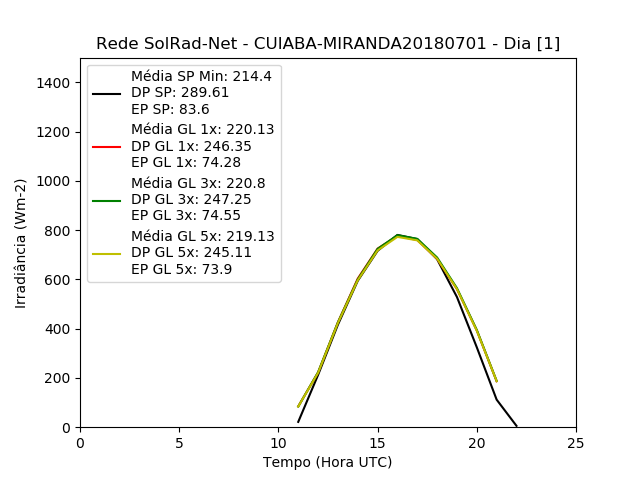 Rede SolRad-Net - CUIABA-MIRANDA20180701 - Dia [1]
Irradiância (Wm-2)
1400
1200
1000
800
600
400
200
0
Média SP Min: 214.4
DP SP: 289.61
EP SP: 83.6
Média GL 1x: 220.13
DP GL 1x: 246.35
EP GL 1x: 74.28
Média GL 3x: 220.8
DP GL 3x: 247.25
EP GL 3x: 74.55
Média GL 5x: 219.13
DP GL 5x: 245.11
EP GL 5x: 73.9
0 5 10 15 20 25
Tempo (Hora UTC)